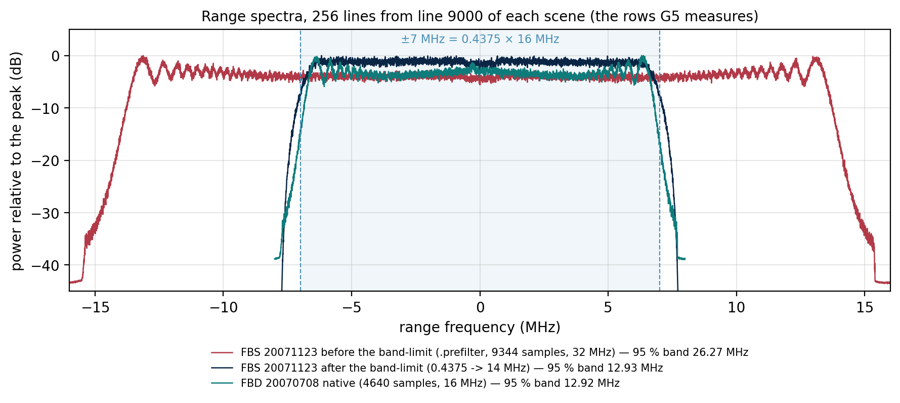 Range spectra, 256 lines from line 9000 of each scene (the rows G5 measures)
±7 MHz = 0.4375 × 16 MHz
power relative to the peak (dB)
0
−10
−20
−30
−40
−15
−10
−5
0
5
10
15
range frequency (MHz)
FBS 20071123 before the band-limit (.prefilter, 9344 samples, 32 MHz) — 95 % band 26.27 MHz
FBS 20071123 after the band-limit (0.4375 -> 14 MHz) — 95 % band 12.93 MHz
FBD 20070708 native (4640 samples, 16 MHz) — 95 % band 12.92 MHz